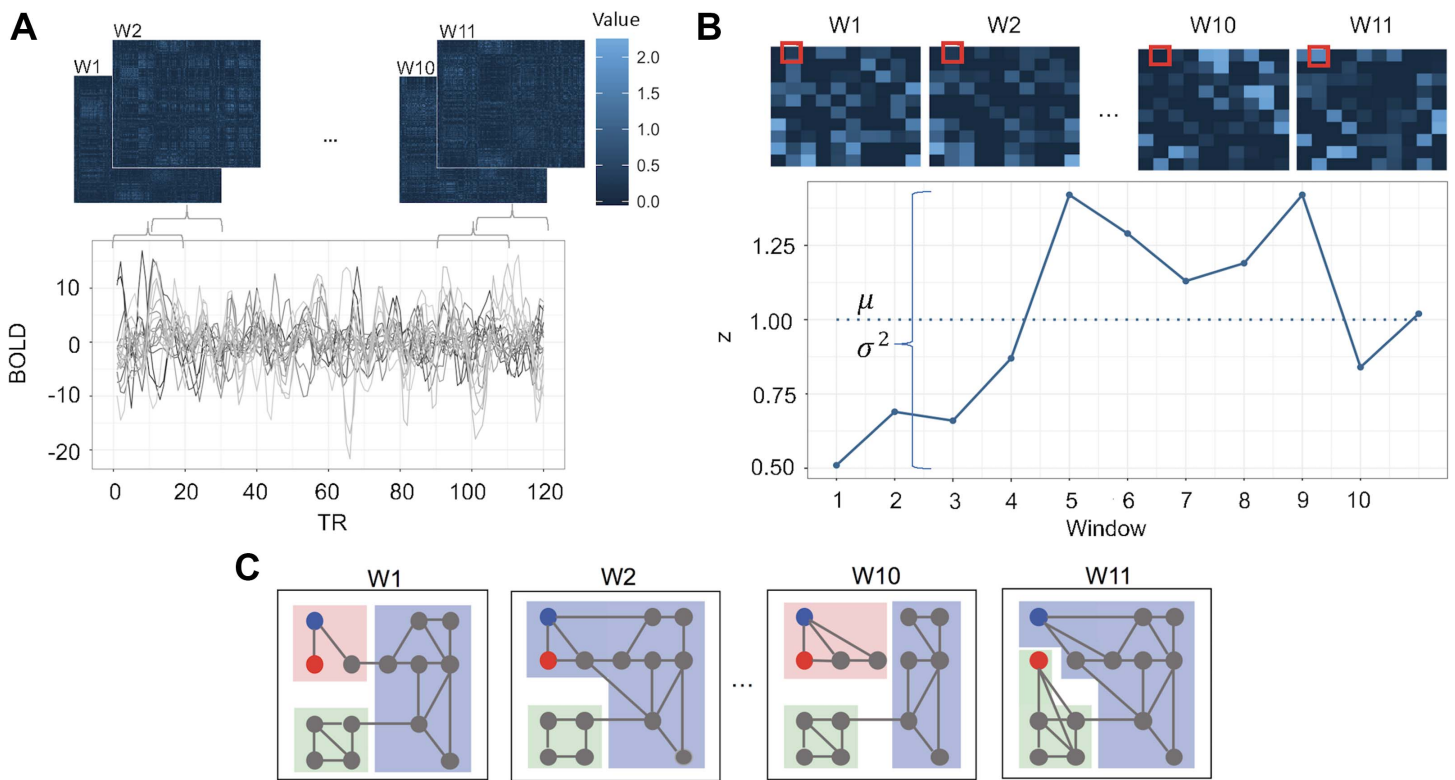 A
W2
W1
...
W11
W10
Value
2.0
1.5
1.0
0.5
0.0
10
0
-10
-20
BOLD
0 20 40 60 80 100 120
TR
B
W1 W2 ... W10 W11
1.25
1.00
0.75
0.50
z
μ
σ²
1 2 3 4 5 6 7 8 9 10
Window
C
W1 W2 ... W10 W11